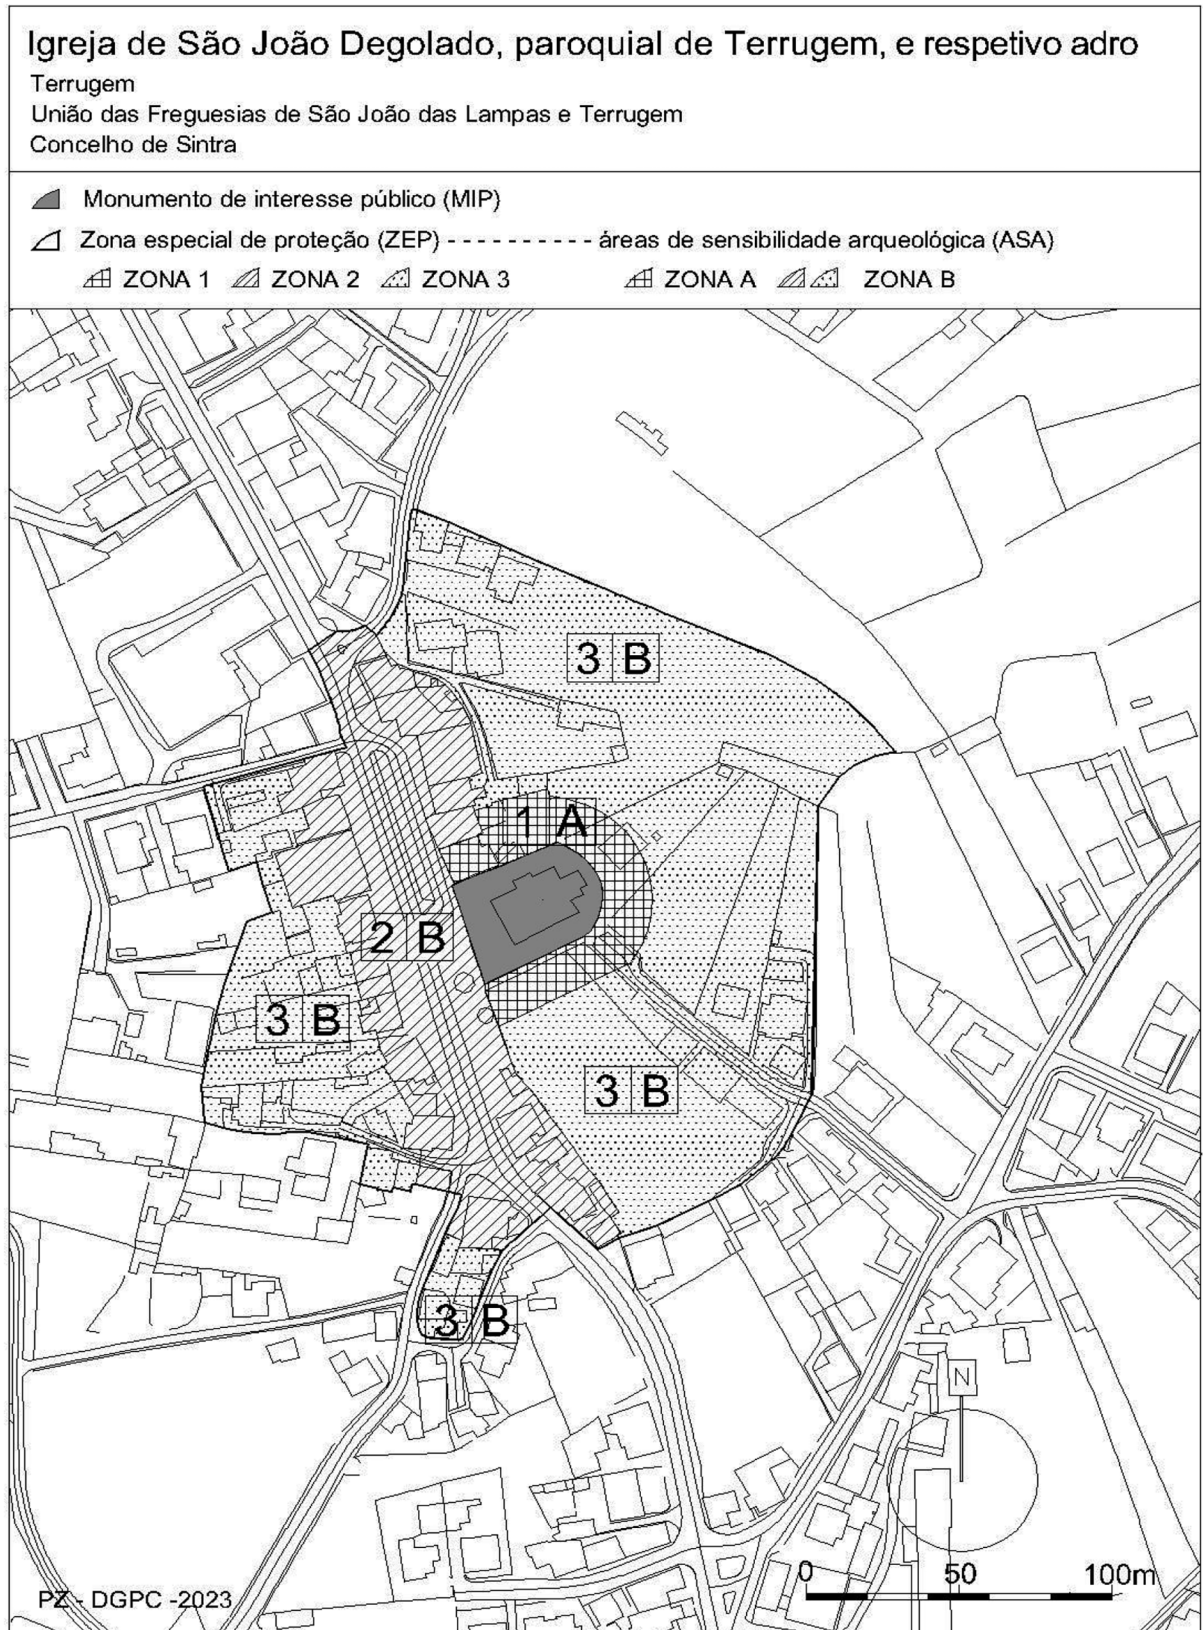 Igreja de São João Degolado, paroquial de Terrugem, e respetivo adro
Terrugem
União das Freguesias de São João das Lampas e Terrugem
Concelho de Sintra
Monumento de interesse público (MIP)
Zona especial de proteção (ZEP) - - - - - - - - - - - - áreas de sensibilidade arqueológica (ASA)
ZONA 1 ZONA 2 ZONA 3 ZONA A ZONA B
3 B
1 A
2 B
3 B
3 B
3 B
N
0 50 100m
PZ - DGPC -2023